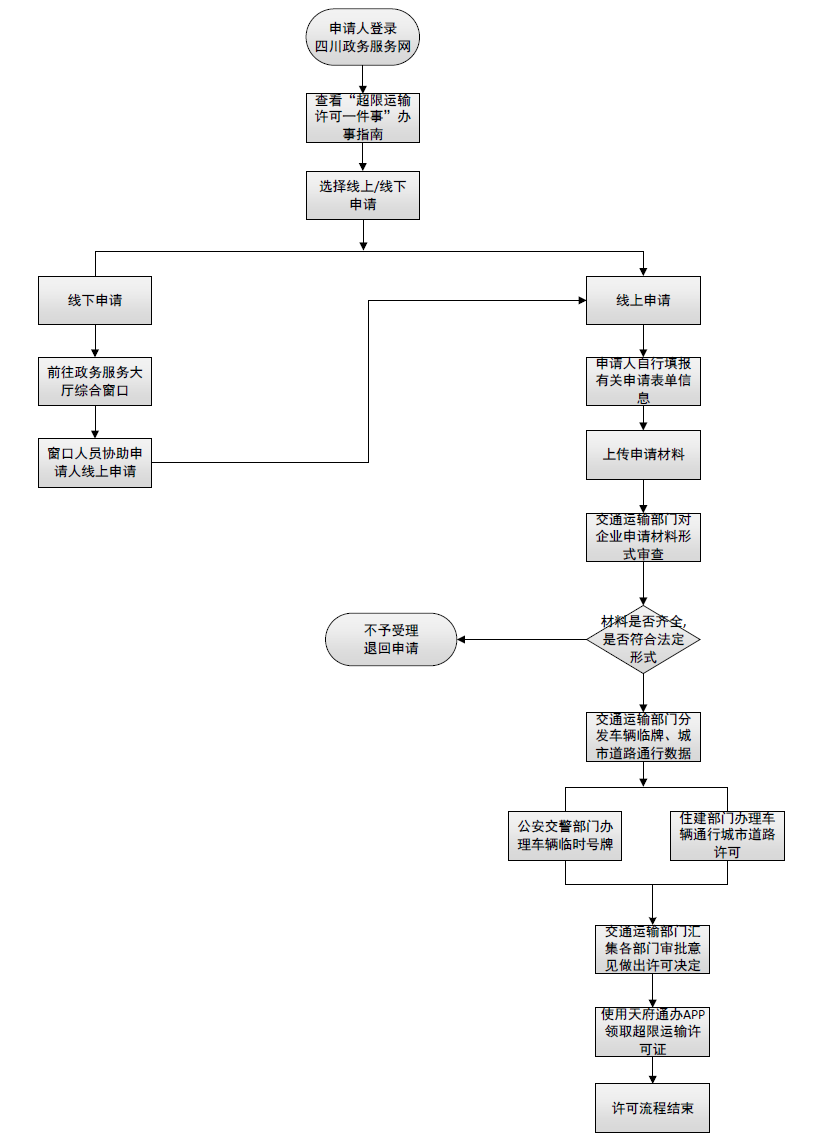 申请人登录
四川政务服务网
查看“超限运输
许可一件事”办
事指南
选择线上/线下
申请
线下申请
线上申请
前往政务服务大
厅综合窗口
申请人自行填报
有关申请表单信
息
窗口人员协助申
请人线上申请
上传申请材料
交通运输部门对
企业申请材料形
式审查
材料是否齐全,
是否符合法定
形式
不予受理
退回申请
交通运输部门分
发车辆临牌、城
市道路通行数据
公安交警部门办
理车辆临时号牌
住建部门办理车
辆通行城市道路
许可
交通运输部门汇
集各部门审批意
见做出许可决定
使用天府通办APP
领取超限运输许
可证
许可流程结束